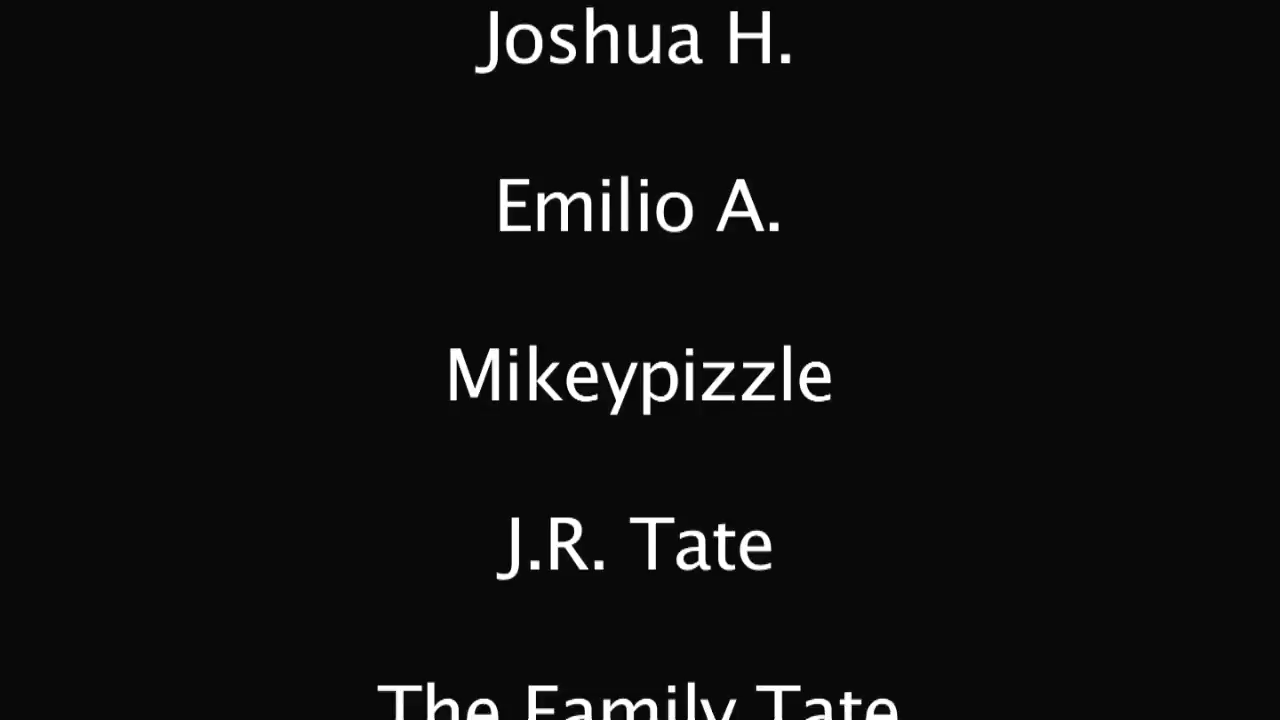 Joshua H.
Emilio A.
Mikeypizzle
J.R. Tate
The Family Tate